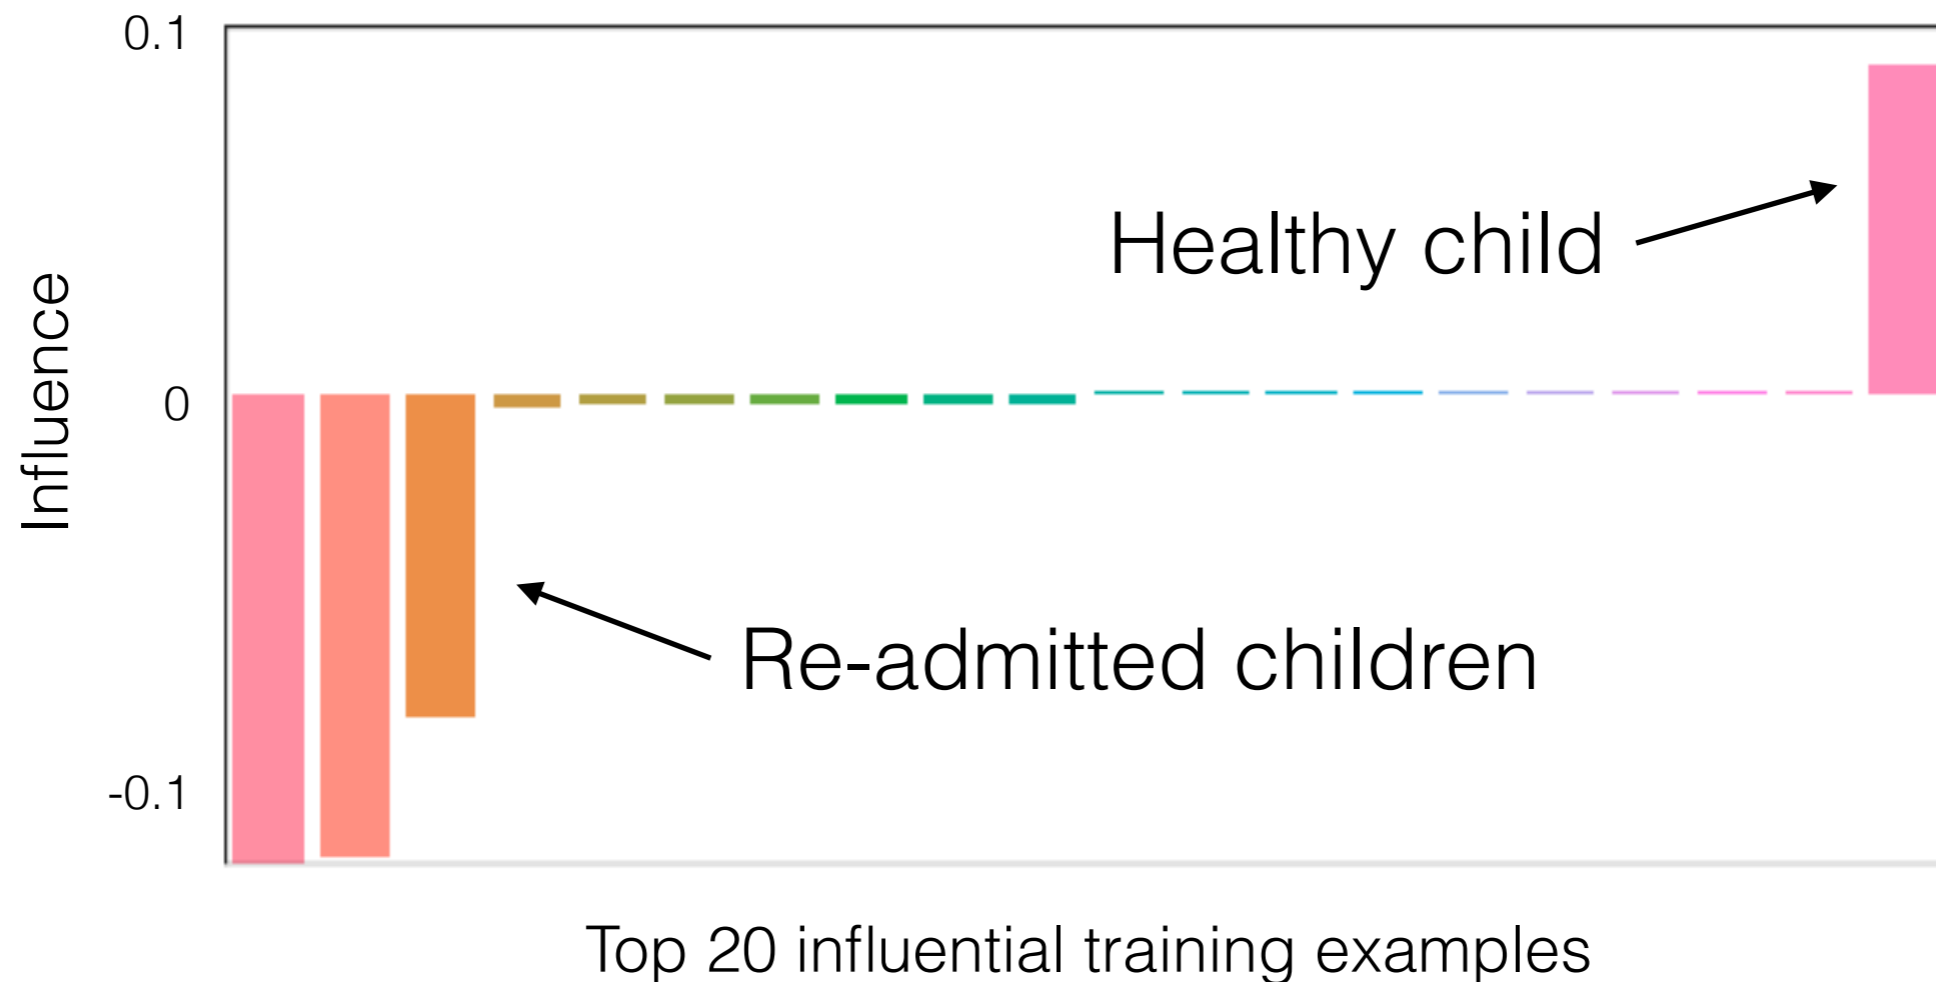 0.1
Healthy child
Influence
0
Re-admitted children
-0.1
Top 20 influential training examples